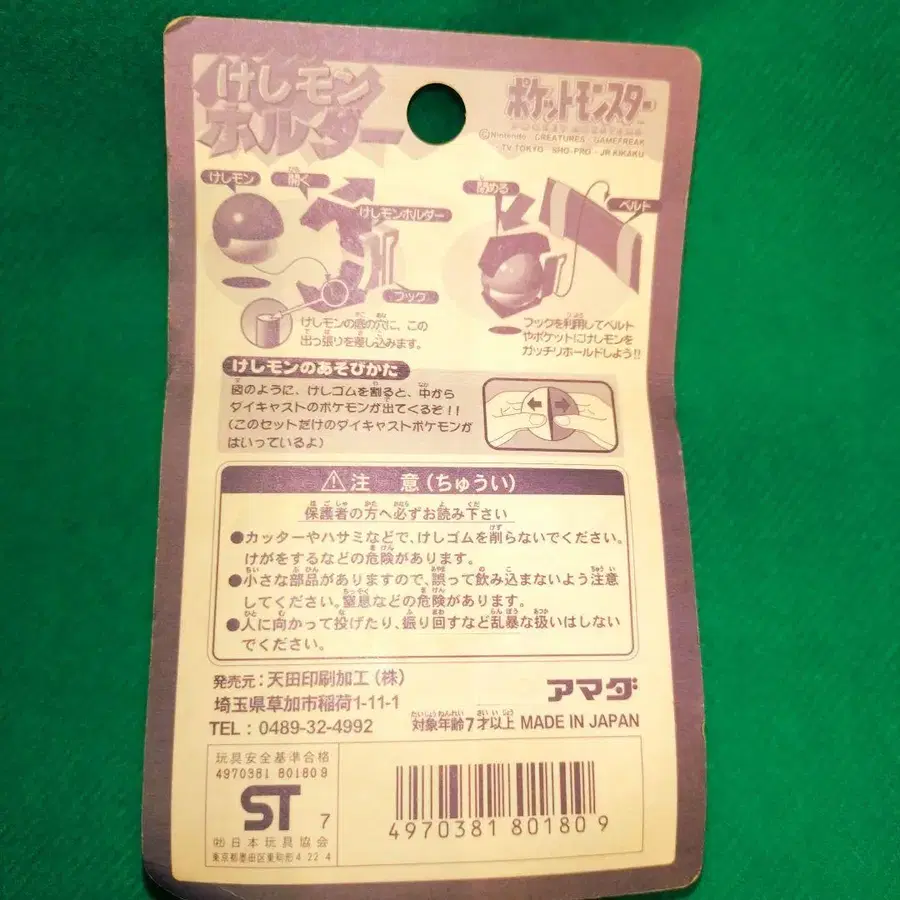 けしモン
ホルダー
ポケットモンスター
©Nintendo・CREATURES・GAMEFREAK
・TV TOKYO・SHO-PRO・JR KIKAKU
けしモン
開く
けしモンホルダー
フック
けしモンの底の穴に、この
出っ張りを差し込みます。
閉める
ベルト
フックを利用してベルト
やポケットにけしモンを
ガッチリホールドしよう!!
けしモンのあそびかた
図のように、けしゴムを割ると、中から
ダイキャストのポケモンが出てくるぞ!!
(このセットだけのダイキャストポケモンが
はいっているよ)
⚠注 意(ちゅうい)
保護者の方へ必ずお読み下さい
●カッターやハサミなどで、けしゴムを削らないでください。
けがをするなどの危険があります。
●小さな部品がありますので、誤って飲み込まないよう注意
してください。窒息などの危険があります。
●人に向かって投げたり、振り回すなど乱暴な扱いはしない
でください。
発売元:天田印刷加工(株)
埼玉県草加市稲荷1-11-1
TEL:0489-32-4992
アマダ
対象年齢7才以上 MADE IN JAPAN
玩具安全基準合格
4970381 801809
ST 7
㈳日本玩具協会
東京都墨田区東駒形4-22-4
4970381 801809